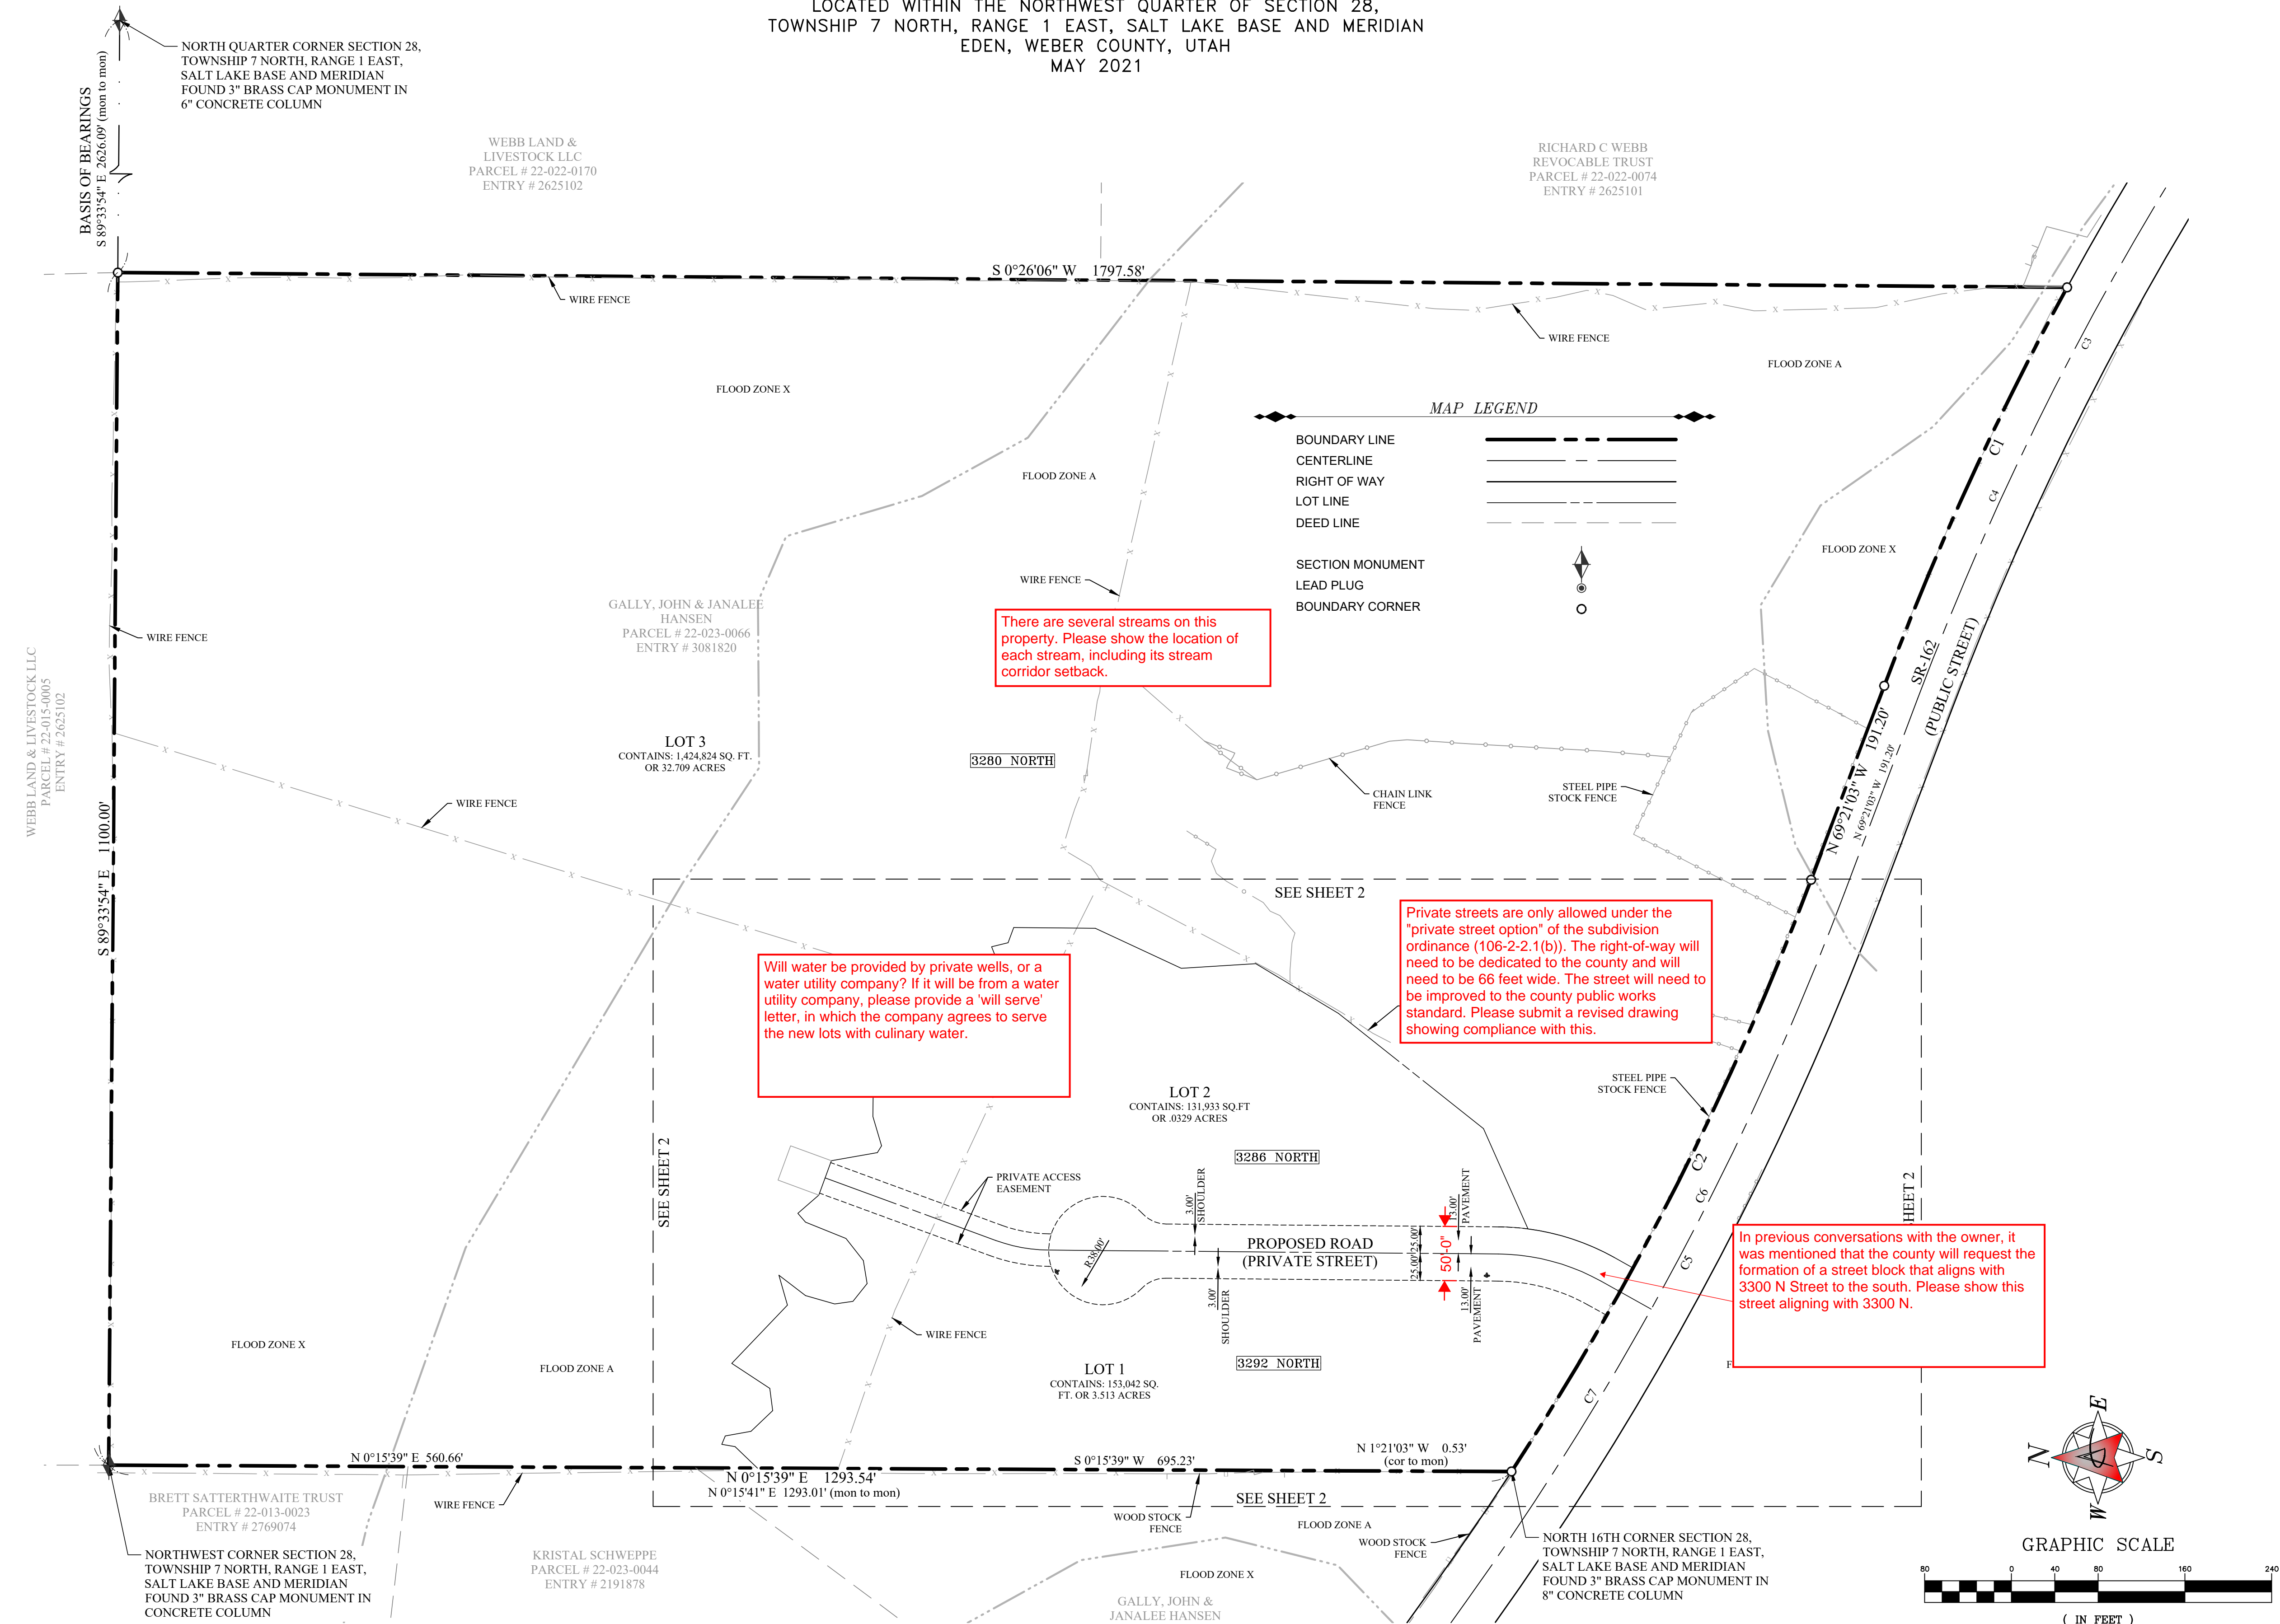 LOCATED WITHIN THE NORTHWEST QUARTER OF SECTION 28,
TOWNSHIP 7 NORTH, RANGE 1 EAST, SALT LAKE BASE AND MERIDIAN
EDEN, WEBER COUNTY, UTAH
MAY 2021
NORTH QUARTER CORNER SECTION 28,
TOWNSHIP 7 NORTH, RANGE 1 EAST,
SALT LAKE BASE AND MERIDIAN
FOUND 3" BRASS CAP MONUMENT IN
6" CONCRETE COLUMN
BASIS OF BEARINGS
S 89°33'54" E 2626.09' (mon to mon)
WEBB LAND &
LIVESTOCK LLC
PARCEL # 22-022-0170
ENTRY # 2625102
RICHARD C WEBB
REVOCABLE TRUST
PARCEL # 22-022-0074
ENTRY # 2625101
S 0°26'06" W 1797.58'
WIRE FENCE
WIRE FENCE
FLOOD ZONE X
FLOOD ZONE A
C3
MAP LEGEND
BOUNDARY LINE
CENTERLINE
RIGHT OF WAY
LOT LINE
DEED LINE
SECTION MONUMENT
LEAD PLUG
BOUNDARY CORNER
C1
C4
FLOOD ZONE A
FLOOD ZONE X
WIRE FENCE
WIRE FENCE
GALLY, JOHN & JANALEE
HANSEN
PARCEL # 22-023-0066
ENTRY # 3081820
There are several streams on this
property. Please show the location of
each stream, including its stream
corridor setback.
WEBB LAND & LIVESTOCK LLC
PARCEL # 22-015-0005
ENTRY # 2625102
S 89°33'54" E 1100.00'
SR-162
(PUBLIC STREET)
N 69°21'03" W 191.20'
N 69°21'03" W 191.20'
LOT 3
CONTAINS: 1,424,824 SQ. FT.
OR 32.709 ACRES
3280 NORTH
WIRE FENCE
CHAIN LINK
FENCE
STEEL PIPE
STOCK FENCE
SEE SHEET 2
Will water be provided by private wells, or a
water utility company? If it will be from a water
utility company, please provide a 'will serve'
letter, in which the company agrees to serve
the new lots with culinary water.
Private streets are only allowed under the
"private street option" of the subdivision
ordinance (106-2-2.1(b)). The right-of-way will
need to be dedicated to the county and will
need to be 66 feet wide. The street will need to
be improved to the county public works
standard. Please submit a revised drawing
showing compliance with this.
STEEL PIPE
STOCK FENCE
LOT 2
CONTAINS: 131,933 SQ.FT
OR .0329 ACRES
3286 NORTH
SEE SHEET 2
PRIVATE ACCESS
EASEMENT
3.00'
SHOULDER
13.00'
PAVEMENT
C2
C6
HEET 2
R38.00'
PROPOSED ROAD
(PRIVATE STREET)
25.00'
25.00'
50'-0"
C5
In previous conversations with the owner, it
was mentioned that the county will request the
formation of a street block that aligns with
3300 N Street to the south. Please show this
street aligning with 3300 N.
3.00'
SHOULDER
13.00'
PAVEMENT
WIRE FENCE
FLOOD ZONE X
FLOOD ZONE A
LOT 1
CONTAINS: 153,042 SQ.
FT. OR 3.513 ACRES
3292 NORTH
F
C7
N 0°15'39" E 560.66'
S 0°15'39" W 695.23'
N 1°21'03" W 0.53'
(cor to mon)
N 0°15'39" E 1293.54'
N 0°15'41" E 1293.01' (mon to mon)
SEE SHEET 2
BRETT SATTERTHWAITE TRUST
PARCEL # 22-013-0023
ENTRY # 2769074
WIRE FENCE
WOOD STOCK
FENCE
FLOOD ZONE A
WOOD STOCK
FENCE
NORTHWEST CORNER SECTION 28,
TOWNSHIP 7 NORTH, RANGE 1 EAST,
SALT LAKE BASE AND MERIDIAN
FOUND 3" BRASS CAP MONUMENT IN
CONCRETE COLUMN
KRISTAL SCHWEPPE
PARCEL # 22-023-0044
ENTRY # 2191878
FLOOD ZONE X
GALLY, JOHN &
JANALEE HANSEN
NORTH 16TH CORNER SECTION 28,
TOWNSHIP 7 NORTH, RANGE 1 EAST,
SALT LAKE BASE AND MERIDIAN
FOUND 3" BRASS CAP MONUMENT IN
8" CONCRETE COLUMN
N
E
S
W
GRAPHIC SCALE
80 0 40 80 160 240
( IN FEET )